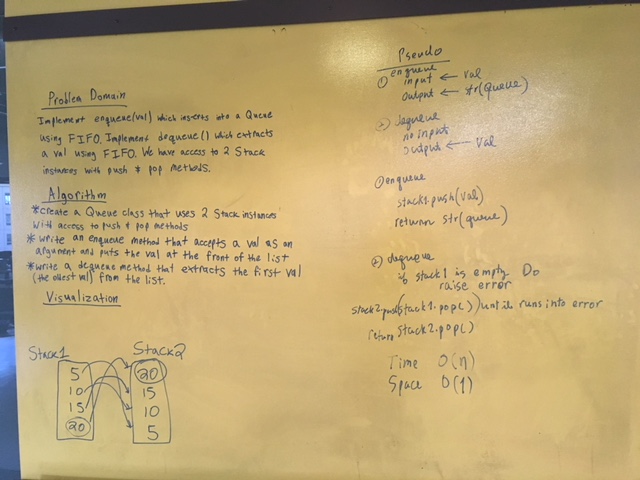 Problem Domain
Implement enqueue(val) which inserts into a Queue
using FIFO. Implement dequeue() which extracts
a val using FIFO. We have access to 2 Stack
instances with push & pop methods.
Algorithm
*create a Queue class that uses 2 Stack instances
with access to push & pop methods
* write an enqueue method that accepts a val as an
argument and puts the val at the front of the list
*write a dequeue method that extracts the first val
(the oldest val) from the list.
Visualization
Stack1
5
10
15
20
Stack2
20
15
10
5
Pseudo
① enqueue
input ← val
output ← str(queue)
② dequeue
no input
output ← val
① enqueue
stack1.push(val)
return str(queue)
② dequeue
if stack1 is empty Do
raise error
stack2.push(stack1.pop()) until runs into error
return stack2.pop()
Time O(n)
Space O(1)